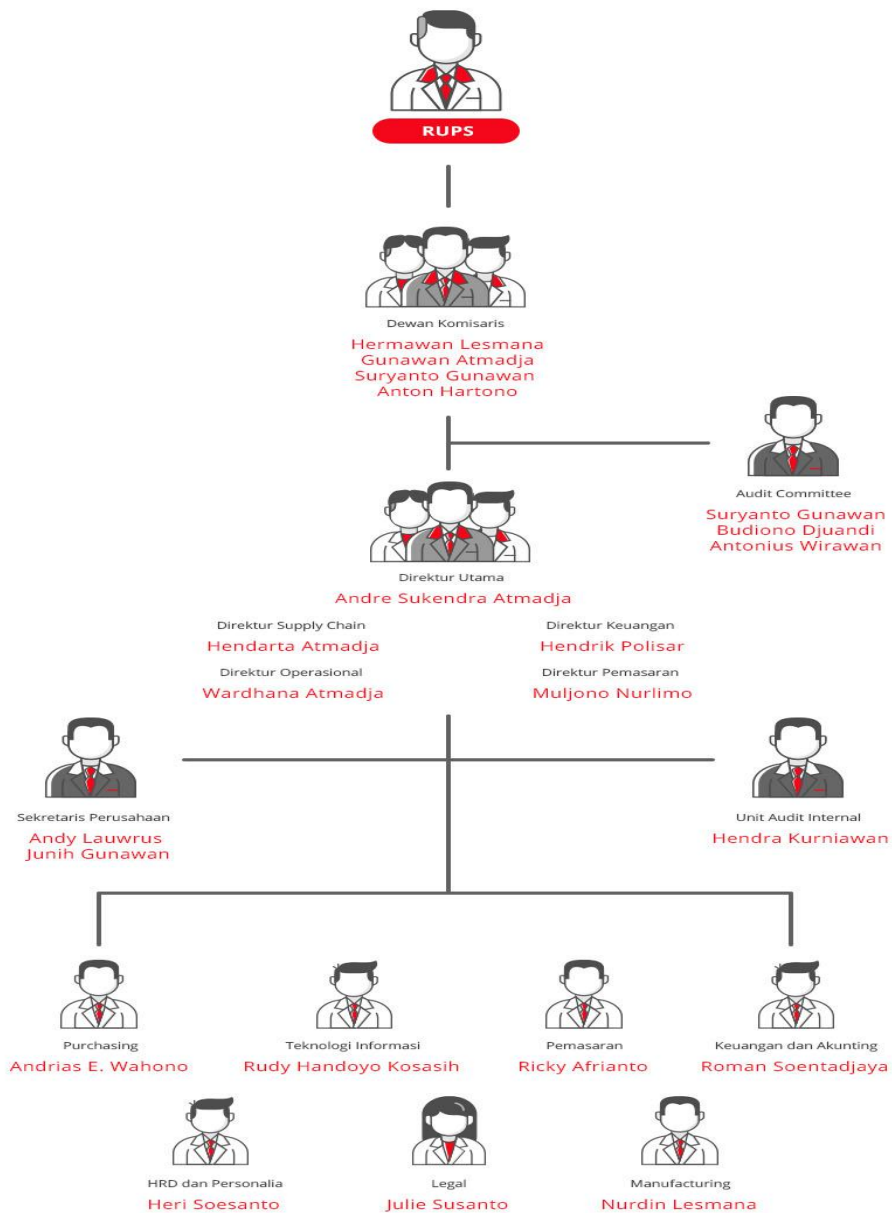 RUPS
Dewan Komisaris
Hermawan Lesmana
Gunawan Atmadja
Suryanto Gunawan
Anton Hartono
Audit Committee
Suryanto Gunawan
Budiono Djuandi
Antonius Wirawan
Direktur Utama
Andre Sukendra Atmadja
Direktur Supply Chain
Hendarta Atmadja
Direktur Keuangan
Hendrik Polisar
Direktur Operasional
Wardhana Atmadja
Direktur Pemasaran
Muljono Nurlimo
Sekretaris Perusahaan
Andy Lauwrus
Junih Gunawan
Unit Audit Internal
Hendra Kurniawan
Purchasing
Andrias E. Wahono
Teknologi Informasi
Rudy Handoyo Kosasih
Pemasaran
Ricky Afrianto
Keuangan dan Akunting
Roman Soentadjaya
HRD dan Personalia
Heri Soesanto
Legal
Julie Susanto
Manufacturing
Nurdin Lesmana